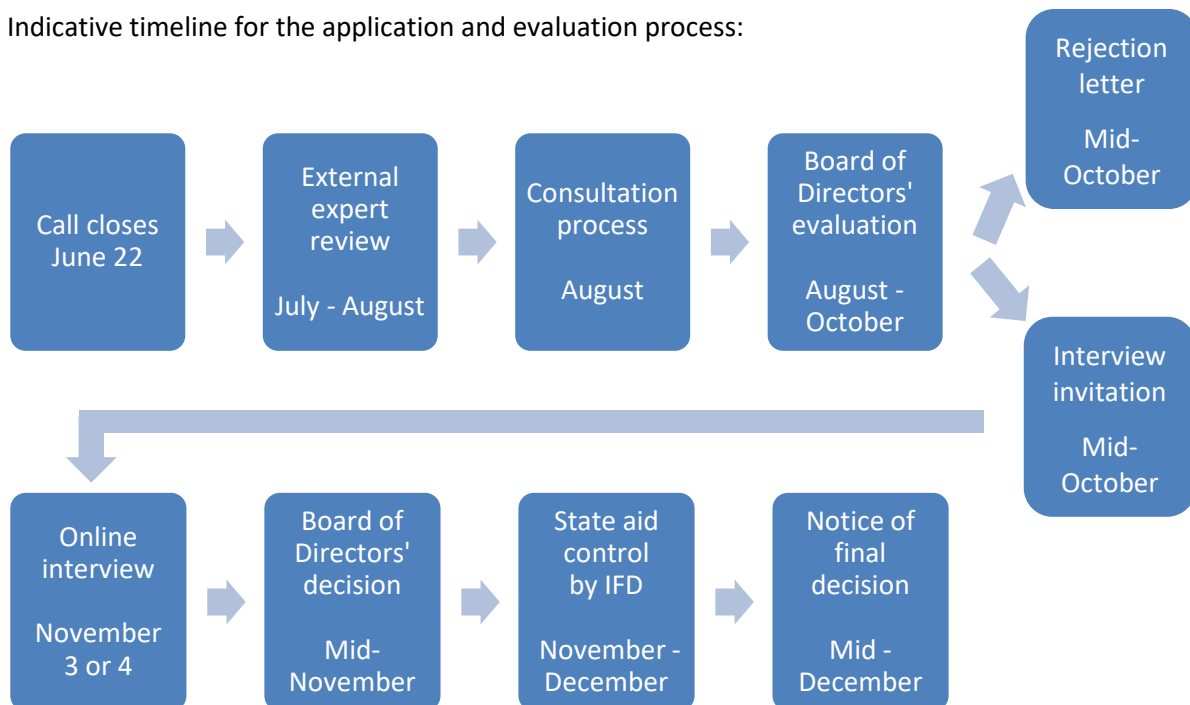 Indicative timeline for the application and evaluation process:
Call closes
June 22
External
expert
review
July - August
Consultation
process
August
Board of
Directors'
evaluation
August -
October
Rejection
letter
Mid-
October
Interview
invitation
Mid-
October
Online
interview
November
3 or 4
Board of
Directors'
decision
Mid-
November
State aid
control
by IFD
November -
December
Notice of
final
decision
Mid -
December